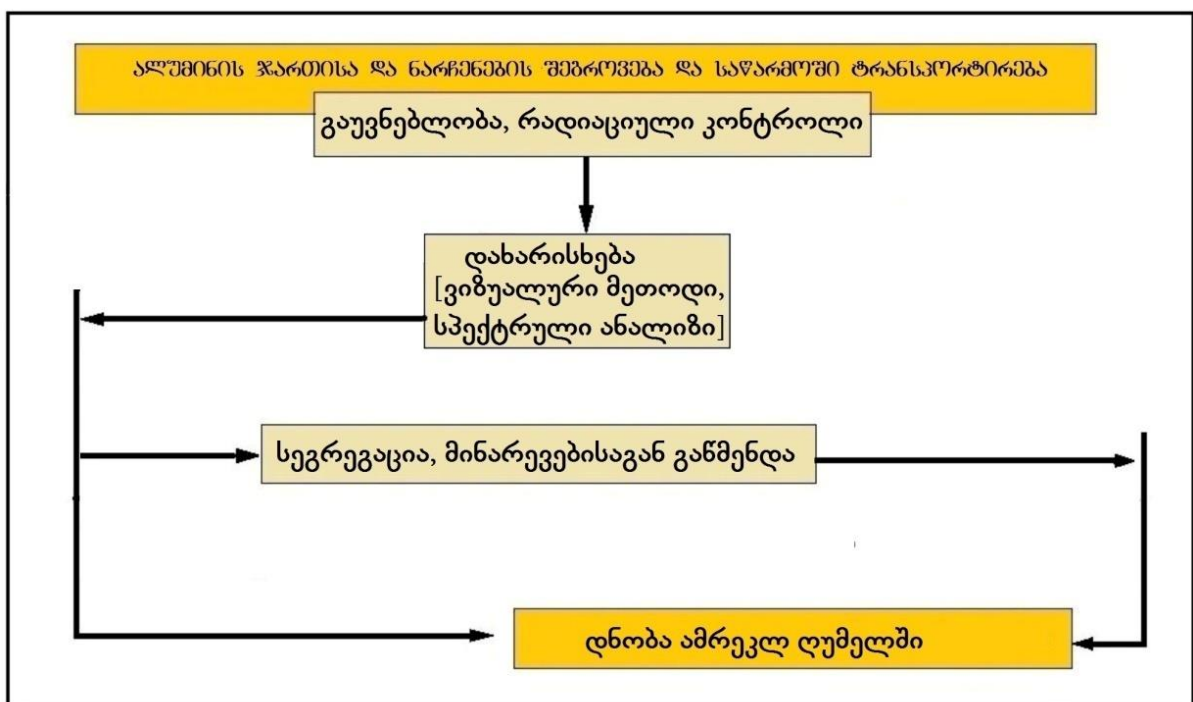 ალუმინის ჯართისა და ნარჩენების შეგროვება და საწარმოში ტრანსპორტირება
გაუვნებლობა, რადიაციული კონტროლი
დახარისხება
[ვიზუალური მეთოდი,
სპექტრული ანალიზი]
სეგრეგაცია, მინარევებისაგან გაწმენდა
დნობა ამრეკლ ღუმელში